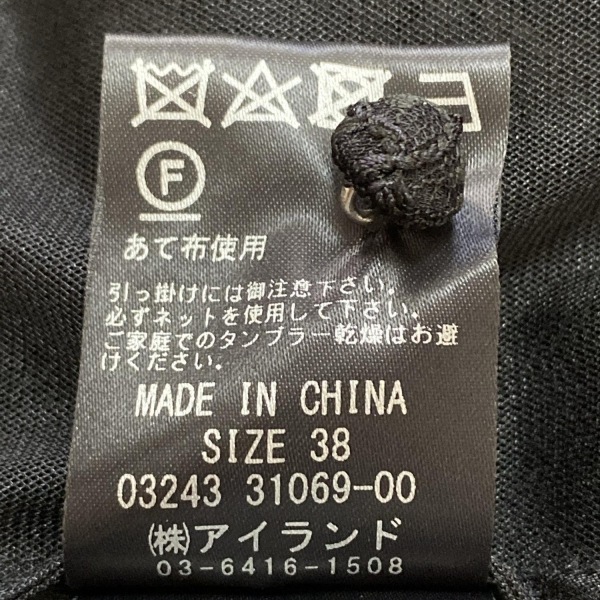 F
あて布使用
引っ掛けには御注意下さい。
必ずネットを使用して下さい。
ご家庭でのタンブラー乾燥はお避
けください。
MADE IN CHINA
SIZE 38
03243 31069-00
㈱アイランド
03-6416-1508